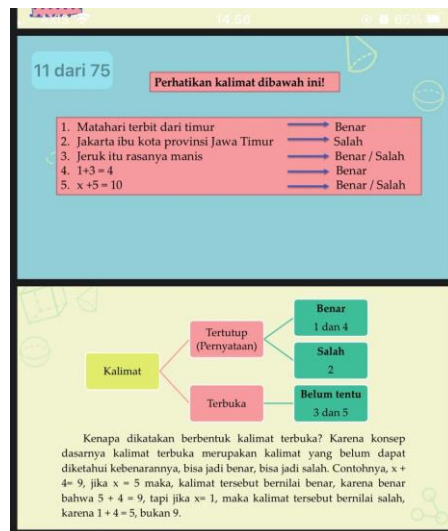 14.56
65%
11 dari 75
Perhatikan kalimat dibawah ini!
1. Matahari terbit dari timur Benar
2. Jakarta ibu kota provinsi Jawa Timur Salah
3. Jeruk itu rasanya manis Benar / Salah
4. 1+3 = 4 Benar
5. x +5 = 10 Benar / Salah
Kalimat
Tertutup
(Pernyataan)
Benar
1 dan 4
Salah
2
Terbuka
Belum tentu
3 dan 5
Kenapa dikatakan berbentuk kalimat terbuka? Karena konsep
dasarnya kalimat terbuka merupakan kalimat yang belum dapat
diketahui kebenarannya, bisa jadi benar, bisa jadi salah. Contohnya, x +
4= 9, jika x = 5 maka, kalimat tersebut bernilai benar, karena benar
bahwa 5 + 4 = 9, tapi jika x= 1, maka kalimat tersebut bernilai salah,
karena 1 + 4 = 5, bukan 9.